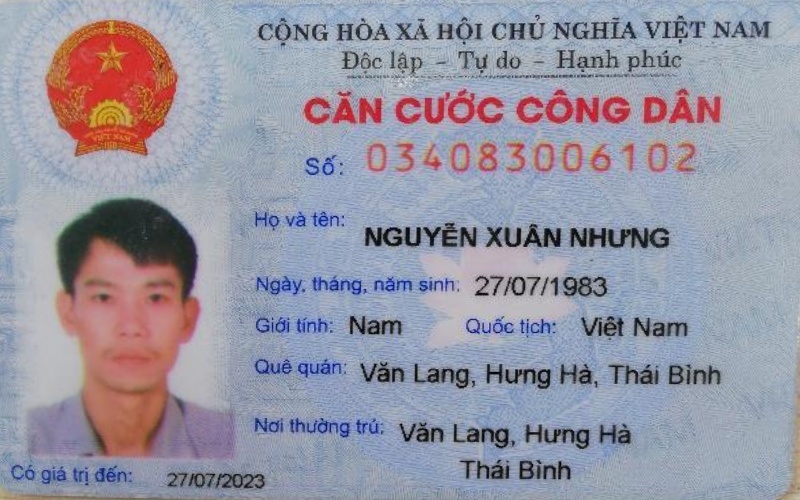 CỘNG HÒA XÃ HỘI CHỦ NGHĨA VIỆT NAM
Độc lập – Tự do – Hạnh phúc
CĂN CƯỚC CÔNG DÂN
Số: 034083006102
Họ và tên: NGUYỄN XUÂN NHƯNG
Ngày, tháng, năm sinh: 27/07/1983
Giới tính: Nam Quốc tịch: Việt Nam
Quê quán: Văn Lang, Hưng Hà, Thái Bình
Nơi thường trú: Văn Lang, Hưng Hà
Thái Bình
Có giá trị đến: 27/07/2023
VIỆT NAM